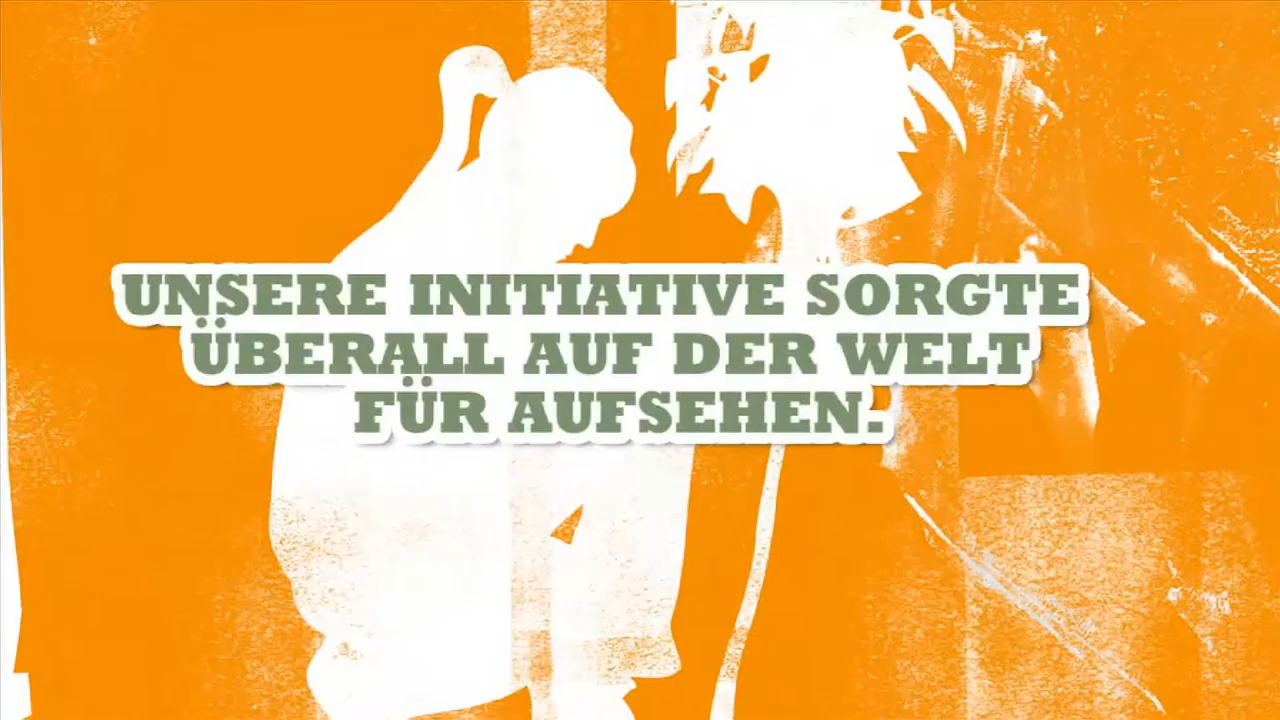 UNSERE INITIATIVE SORGTE
ÜBERALL AUF DER WELT
FÜR AUFSEHEN.